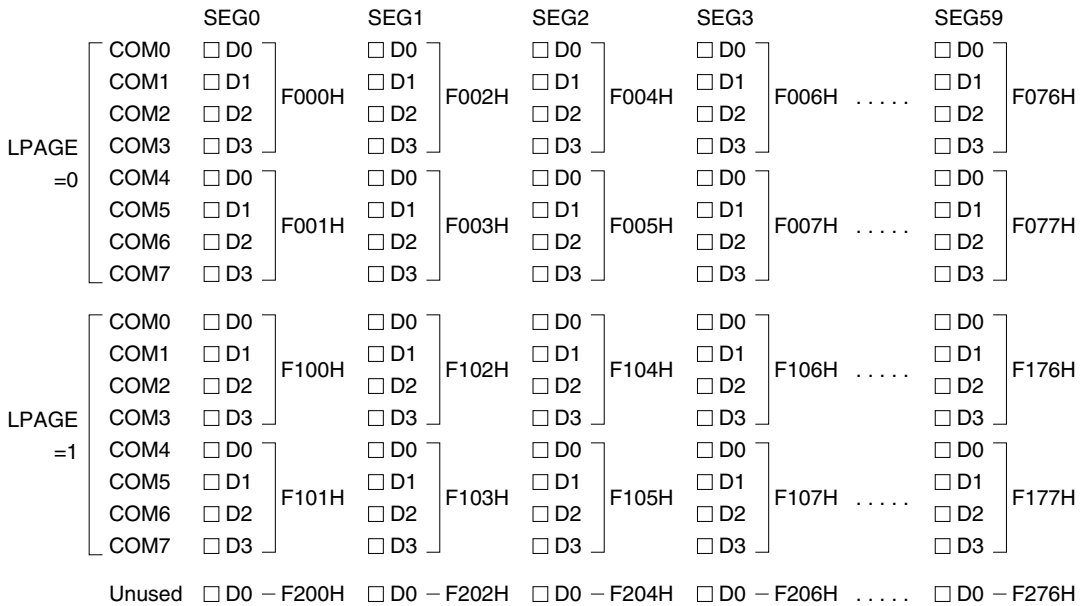 SEG0 SEG1 SEG2 SEG3 SEG59
COM0 D0 D0 D0 D0 D0
COM1 D1 D1 D1 D1 D1
F000H F002H F004H F006H ..... F076H
COM2 D2 D2 D2 D2 D2
COM3 D3 D3 D3 D3 D3
LPAGE
=0
COM4 D0 D0 D0 D0 D0
COM5 D1 D1 D1 D1 D1
F001H F003H F005H F007H ..... F077H
COM6 D2 D2 D2 D2 D2
COM7 D3 D3 D3 D3 D3
COM0 D0 D0 D0 D0 D0
COM1 D1 D1 D1 D1 D1
F100H F102H F104H F106H ..... F176H
COM2 D2 D2 D2 D2 D2
COM3 D3 D3 D3 D3 D3
LPAGE
=1
COM4 D0 D0 D0 D0 D0
COM5 D1 D1 D1 D1 D1
F101H F103H F105H F107H ..... F177H
COM6 D2 D2 D2 D2 D2
COM7 D3 D3 D3 D3 D3
Unused D0 – F200H D0 – F202H D0 – F204H D0 – F206H ..... D0 – F276H